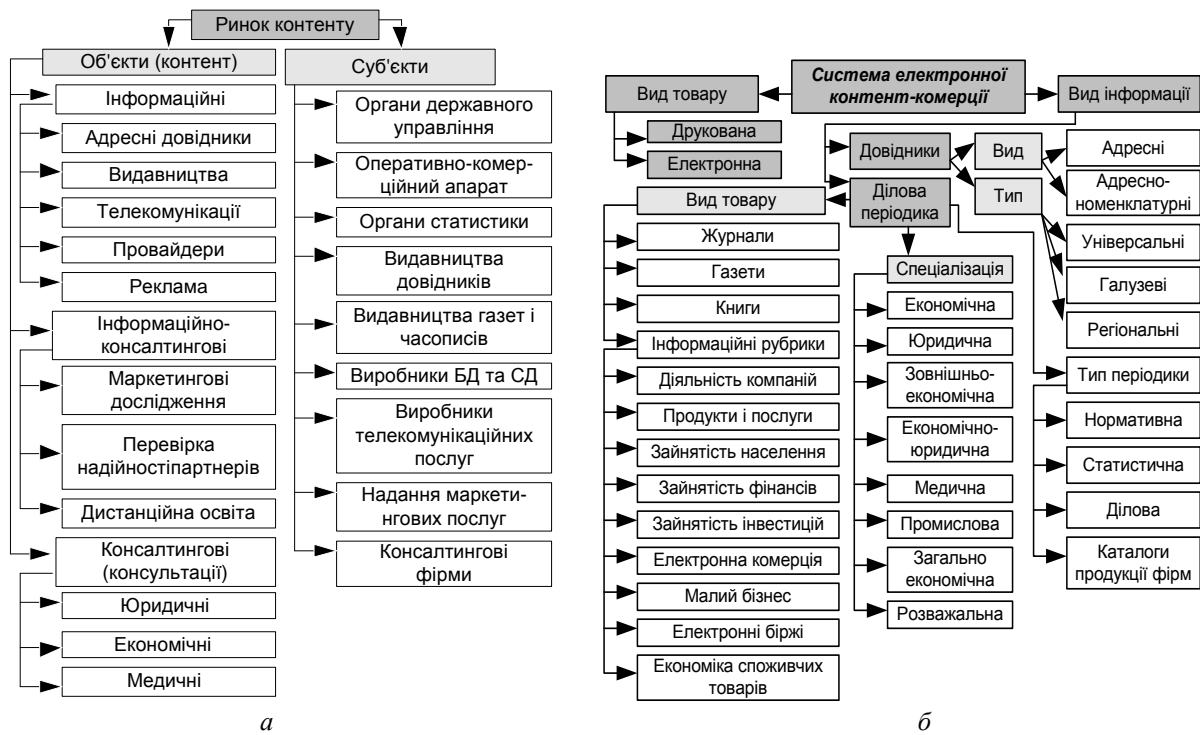 Ринок контенту
Об'єкти (контент)
Інформаційні
Адресні довідники
Видавництва
Телекомунікації
Провайдери
Реклама
Інформаційно-
консалтингові
Маркетингові
дослідження
Перевірка
надійностіпартнерів
Дистанційна освіта
Консалтингові
(консультації)
Юридичні
Економічні
Медичні
Суб'єкти
Органи державного
управління
Оперативно-комер-
ційний апарат
Органи статистики
Видавництва
довідників
Видавництва газет і
часописів
Виробники БД та СД
Виробники
телекомунікаційних
послуг
Надання маркети-
нгових послуг
Консалтингові
фірми
а
Система електронної
контент-комерції
Вид товару
Друкована
Електронна
Вид інформації
Довідники
Вид
Тип
Адресні
Адресно-
номенклатурні
Універсальні
Галузеві
Регіональні
Ділова
періодика
Вид товару
Журнали
Газети
Книги
Інформаційні рубрики
Діяльність компаній
Продукти і послуги
Зайнятість населення
Зайнятість фінансів
Зайнятість інвестицій
Електронна комерція
Малий бізнес
Електронні біржі
Економіка споживчих
товарів
Спеціалізація
Економічна
Юридична
Зовнішньо-
економічна
Економічно-
юридична
Медична
Промислова
Загально
економічна
Розважальна
Тип періодики
Нормативна
Статистична
Ділова
Каталоги
продукції фірм
б